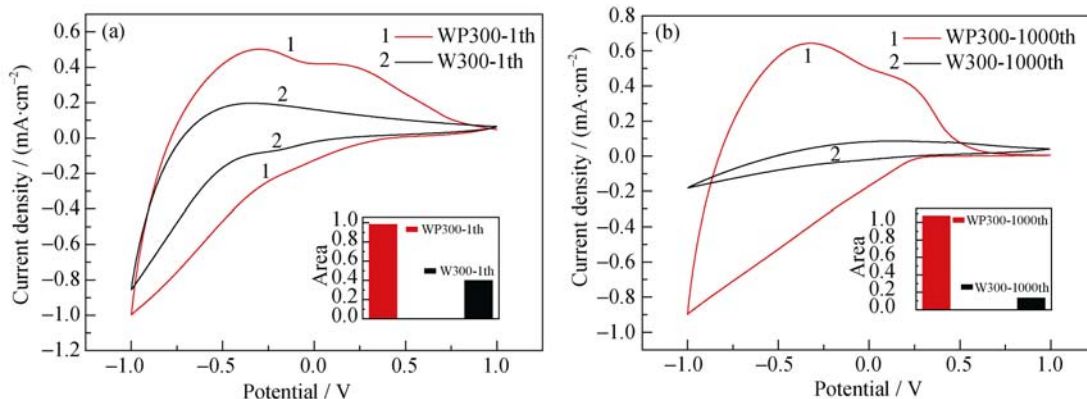 (a)
1 WP300-1th
2 W300-1th
1
2
2
1
0.6
0.4
0.2
0.0
−0.2
−0.4
−0.6
−0.8
−1.0
−1.2
Current density / (mA·cm⁻²)
−1.0 −0.5 0.0 0.5 1.0
Potential / V
1.0
0.8
0.6
0.4
0.2
0.0
Area
WP300-1th
W300-1th
(b)
1 WP300-1000th
2 W300-1000th
1
2
0.8
0.6
0.4
0.2
0.0
−0.2
−0.4
−0.6
−0.8
−1.0
Current density / (mA·cm⁻²)
−1.0 −0.5 0.0 0.5 1.0
Potential / V
1.0
0.8
0.6
0.4
0.2
0.0
Area
WP300-1000th
W300-1000th